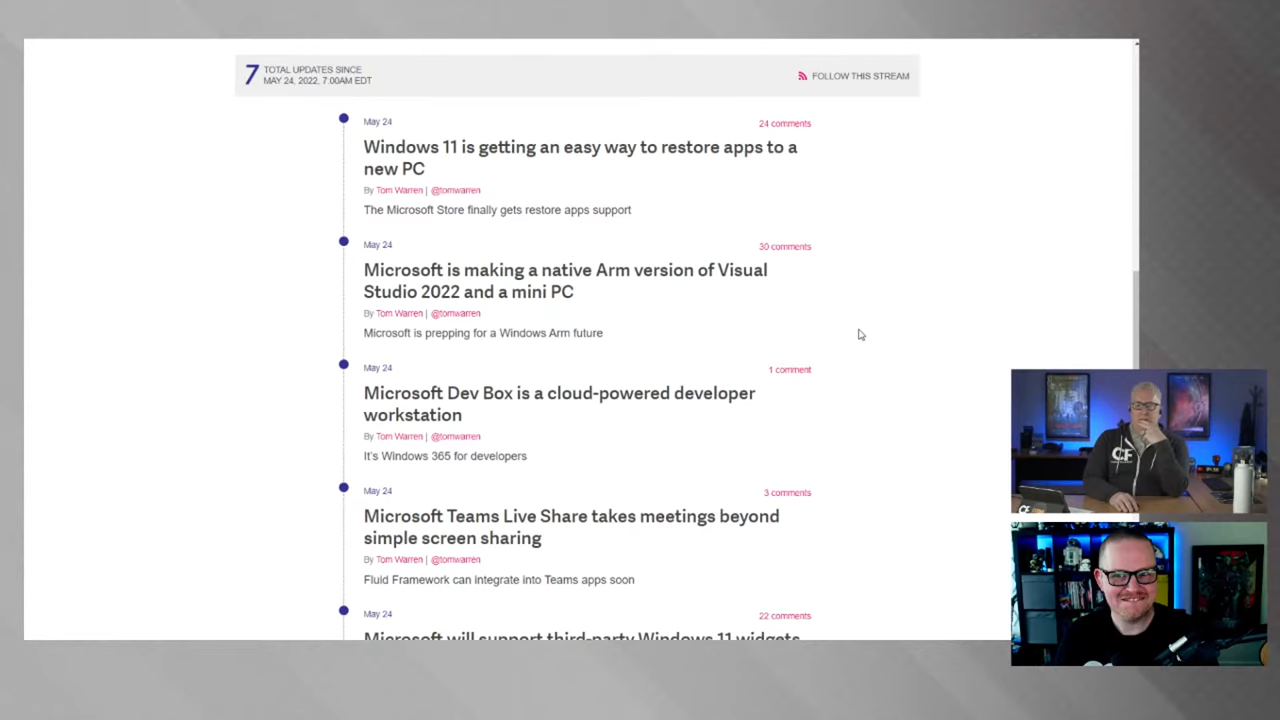 7
TOTAL UPDATES SINCE
MAY 24, 2022, 7:00AM EDT
FOLLOW THIS STREAM
May 24
24 comments
Windows 11 is getting an easy way to restore apps to a
new PC
By Tom Warren | @tomwarren
The Microsoft Store finally gets restore apps support
May 24
30 comments
Microsoft is making a native Arm version of Visual
Studio 2022 and a mini PC
By Tom Warren | @tomwarren
Microsoft is prepping for a Windows Arm future
May 24
1 comment
Microsoft Dev Box is a cloud-powered developer
workstation
By Tom Warren | @tomwarren
It's Windows 365 for developers
May 24
3 comments
Microsoft Teams Live Share takes meetings beyond
simple screen sharing
By Tom Warren | @tomwarren
Fluid Framework can integrate into Teams apps soon
May 24
22 comments
Microsoft will support third-party Windows 11 widgets
CF